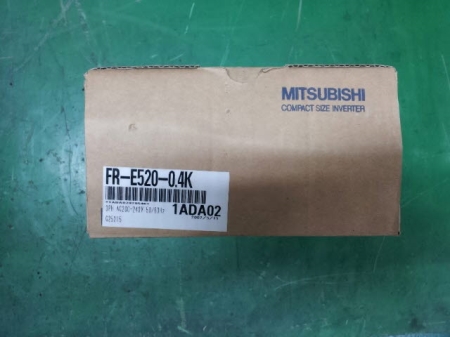 MITSUBISHI
COMPACT SIZE INVERTER
FR-E520-0.4K
1ADA02